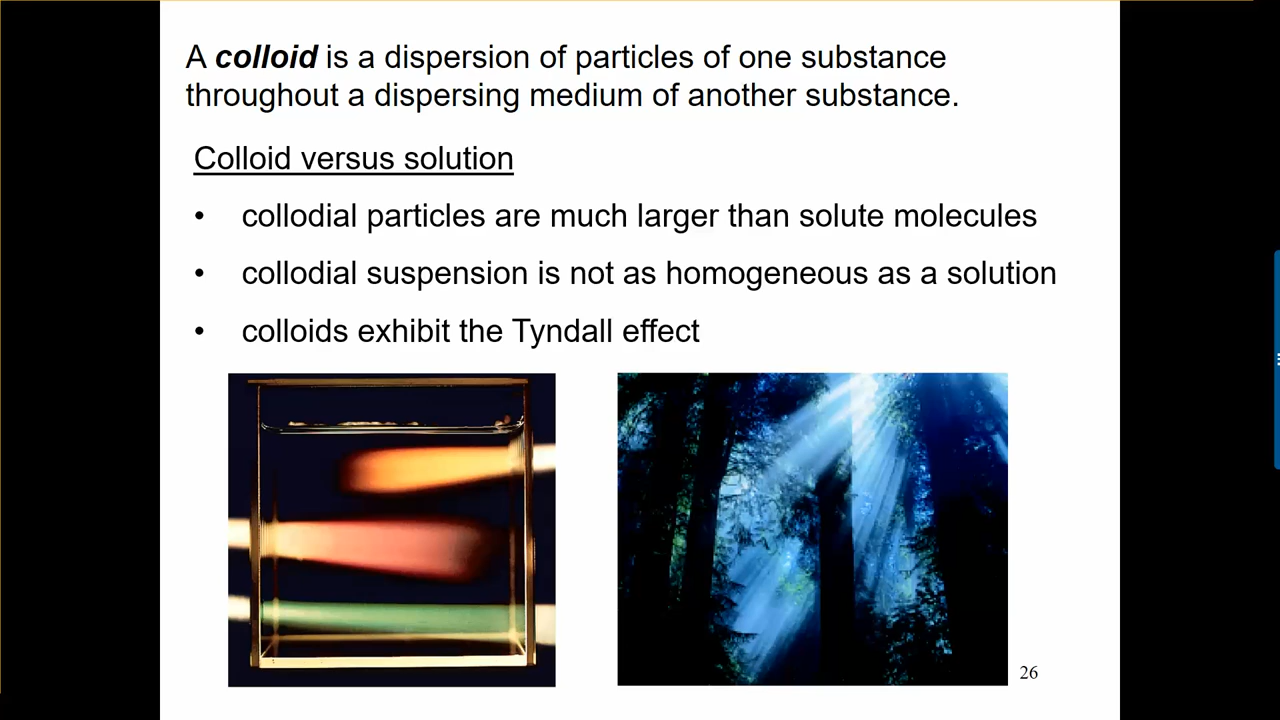 A colloid is a dispersion of particles of one substance
throughout a dispersing medium of another substance.
Colloid versus solution
• collodial particles are much larger than solute molecules
• collodial suspension is not as homogeneous as a solution
• colloids exhibit the Tyndall effect
26